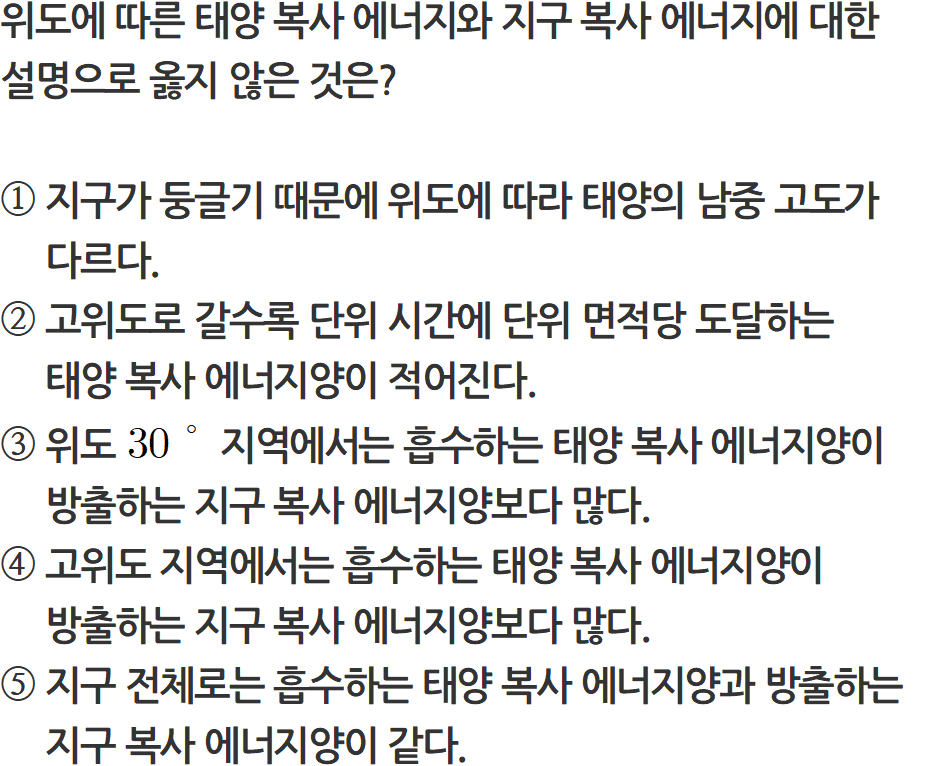 위도에 따른 태양 복사 에너지와 지구 복사 에너지에 대한
설명으로 옳지 않은 것은?
① 지구가 둥글기 때문에 위도에 따라 태양의 남중 고도가
다르다.
② 고위도로 갈수록 단위 시간에 단위 면적당 도달하는
태양 복사 에너지양이 적어진다.
③ 위도 30 ° 지역에서는 흡수하는 태양 복사 에너지양이
방출하는 지구 복사 에너지양보다 많다.
④ 고위도 지역에서는 흡수하는 태양 복사 에너지양이
방출하는 지구 복사 에너지양보다 많다.
⑤ 지구 전체로는 흡수하는 태양 복사 에너지양과 방출하는
지구 복사 에너지양이 같다.